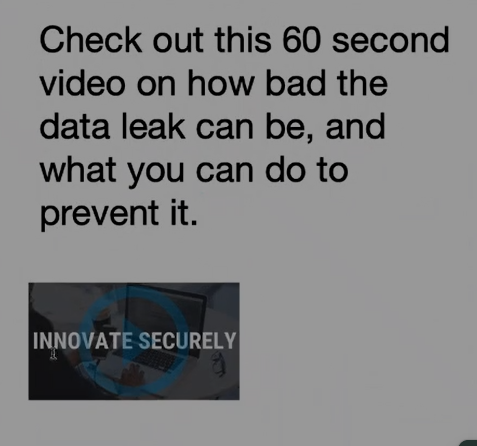 Check out this 60 second
video on how bad the
data leak can be, and
what you can do to
prevent it.
INNOVATE SECURELY